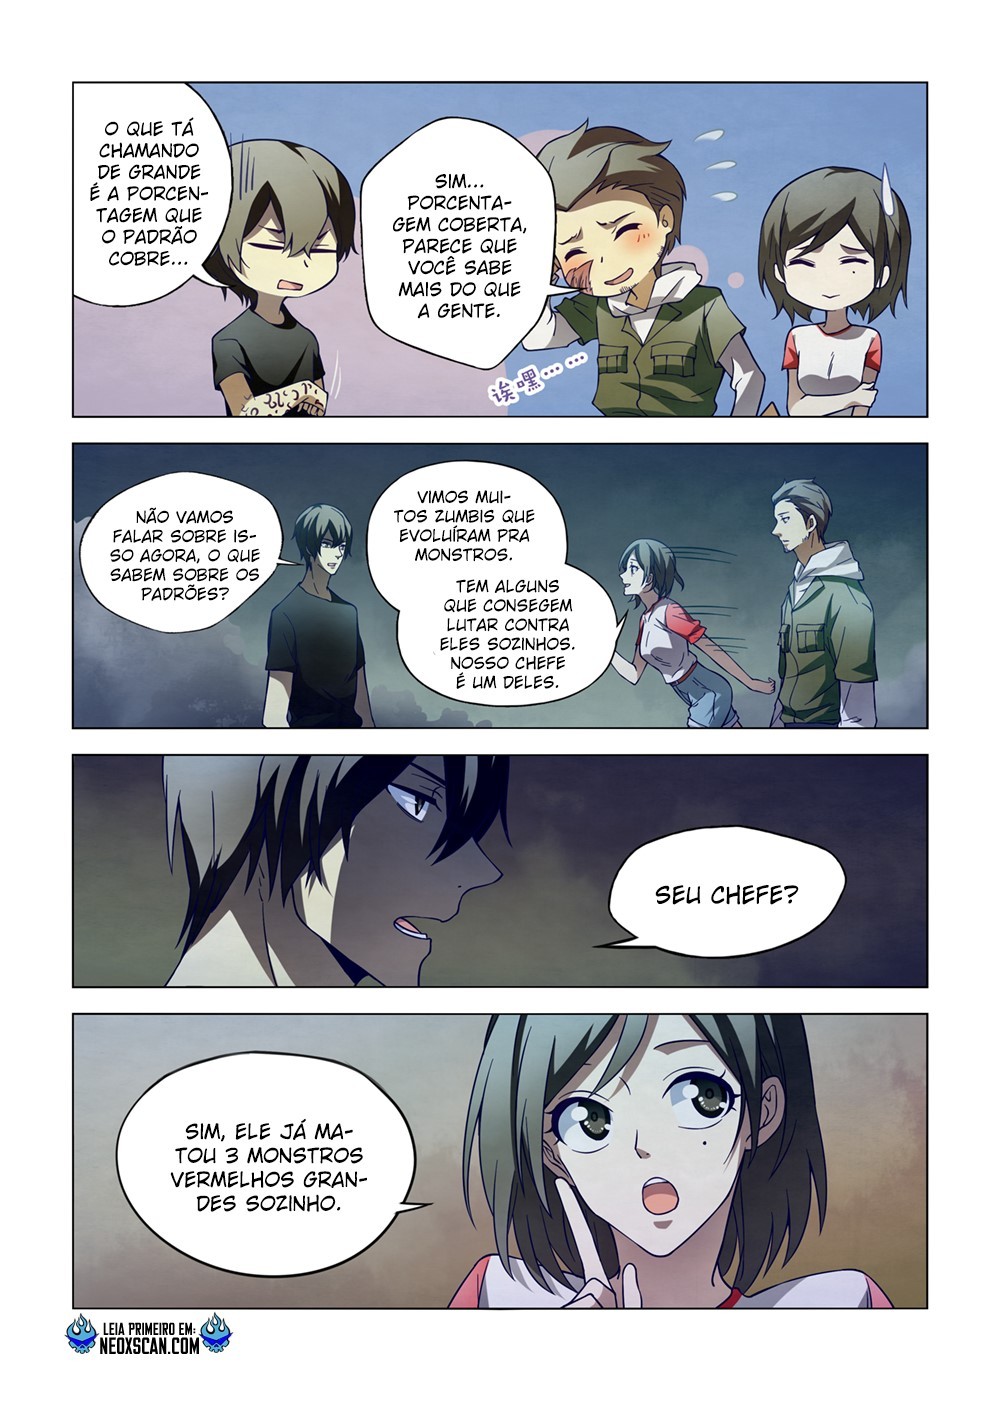 O QUE TÁ
CHAMANDO
DE GRANDE
É A PORCEN-
TAGEM QUE
O PADRÃO
COBRE...
SIM...
PORCENTA-
GEM COBERTA,
PARECE QUE
VOCÊ SABE
MAIS DO QUE
A GENTE.
诶嘿……
NÃO VAMOS
FALAR SOBRE IS-
SO AGORA, O QUE
SABEM SOBRE OS
PADRÕES?
VIMOS MUI-
TOS ZUMBIS QUE
EVOLUÍRAM PRA
MONSTROS.
TEM ALGUNS
QUE CONSEGEM
LUTAR CONTRA
ELES SOZINHOS.
NOSSO CHEFE
É UM DELES.
SEU CHEFE?
SIM, ELE JÁ MA-
TOU 3 MONSTROS
VERMELHOS GRAN-
DES SOZINHO.
LEIA PRIMEIRO EM:
NEOXSCAN.COM